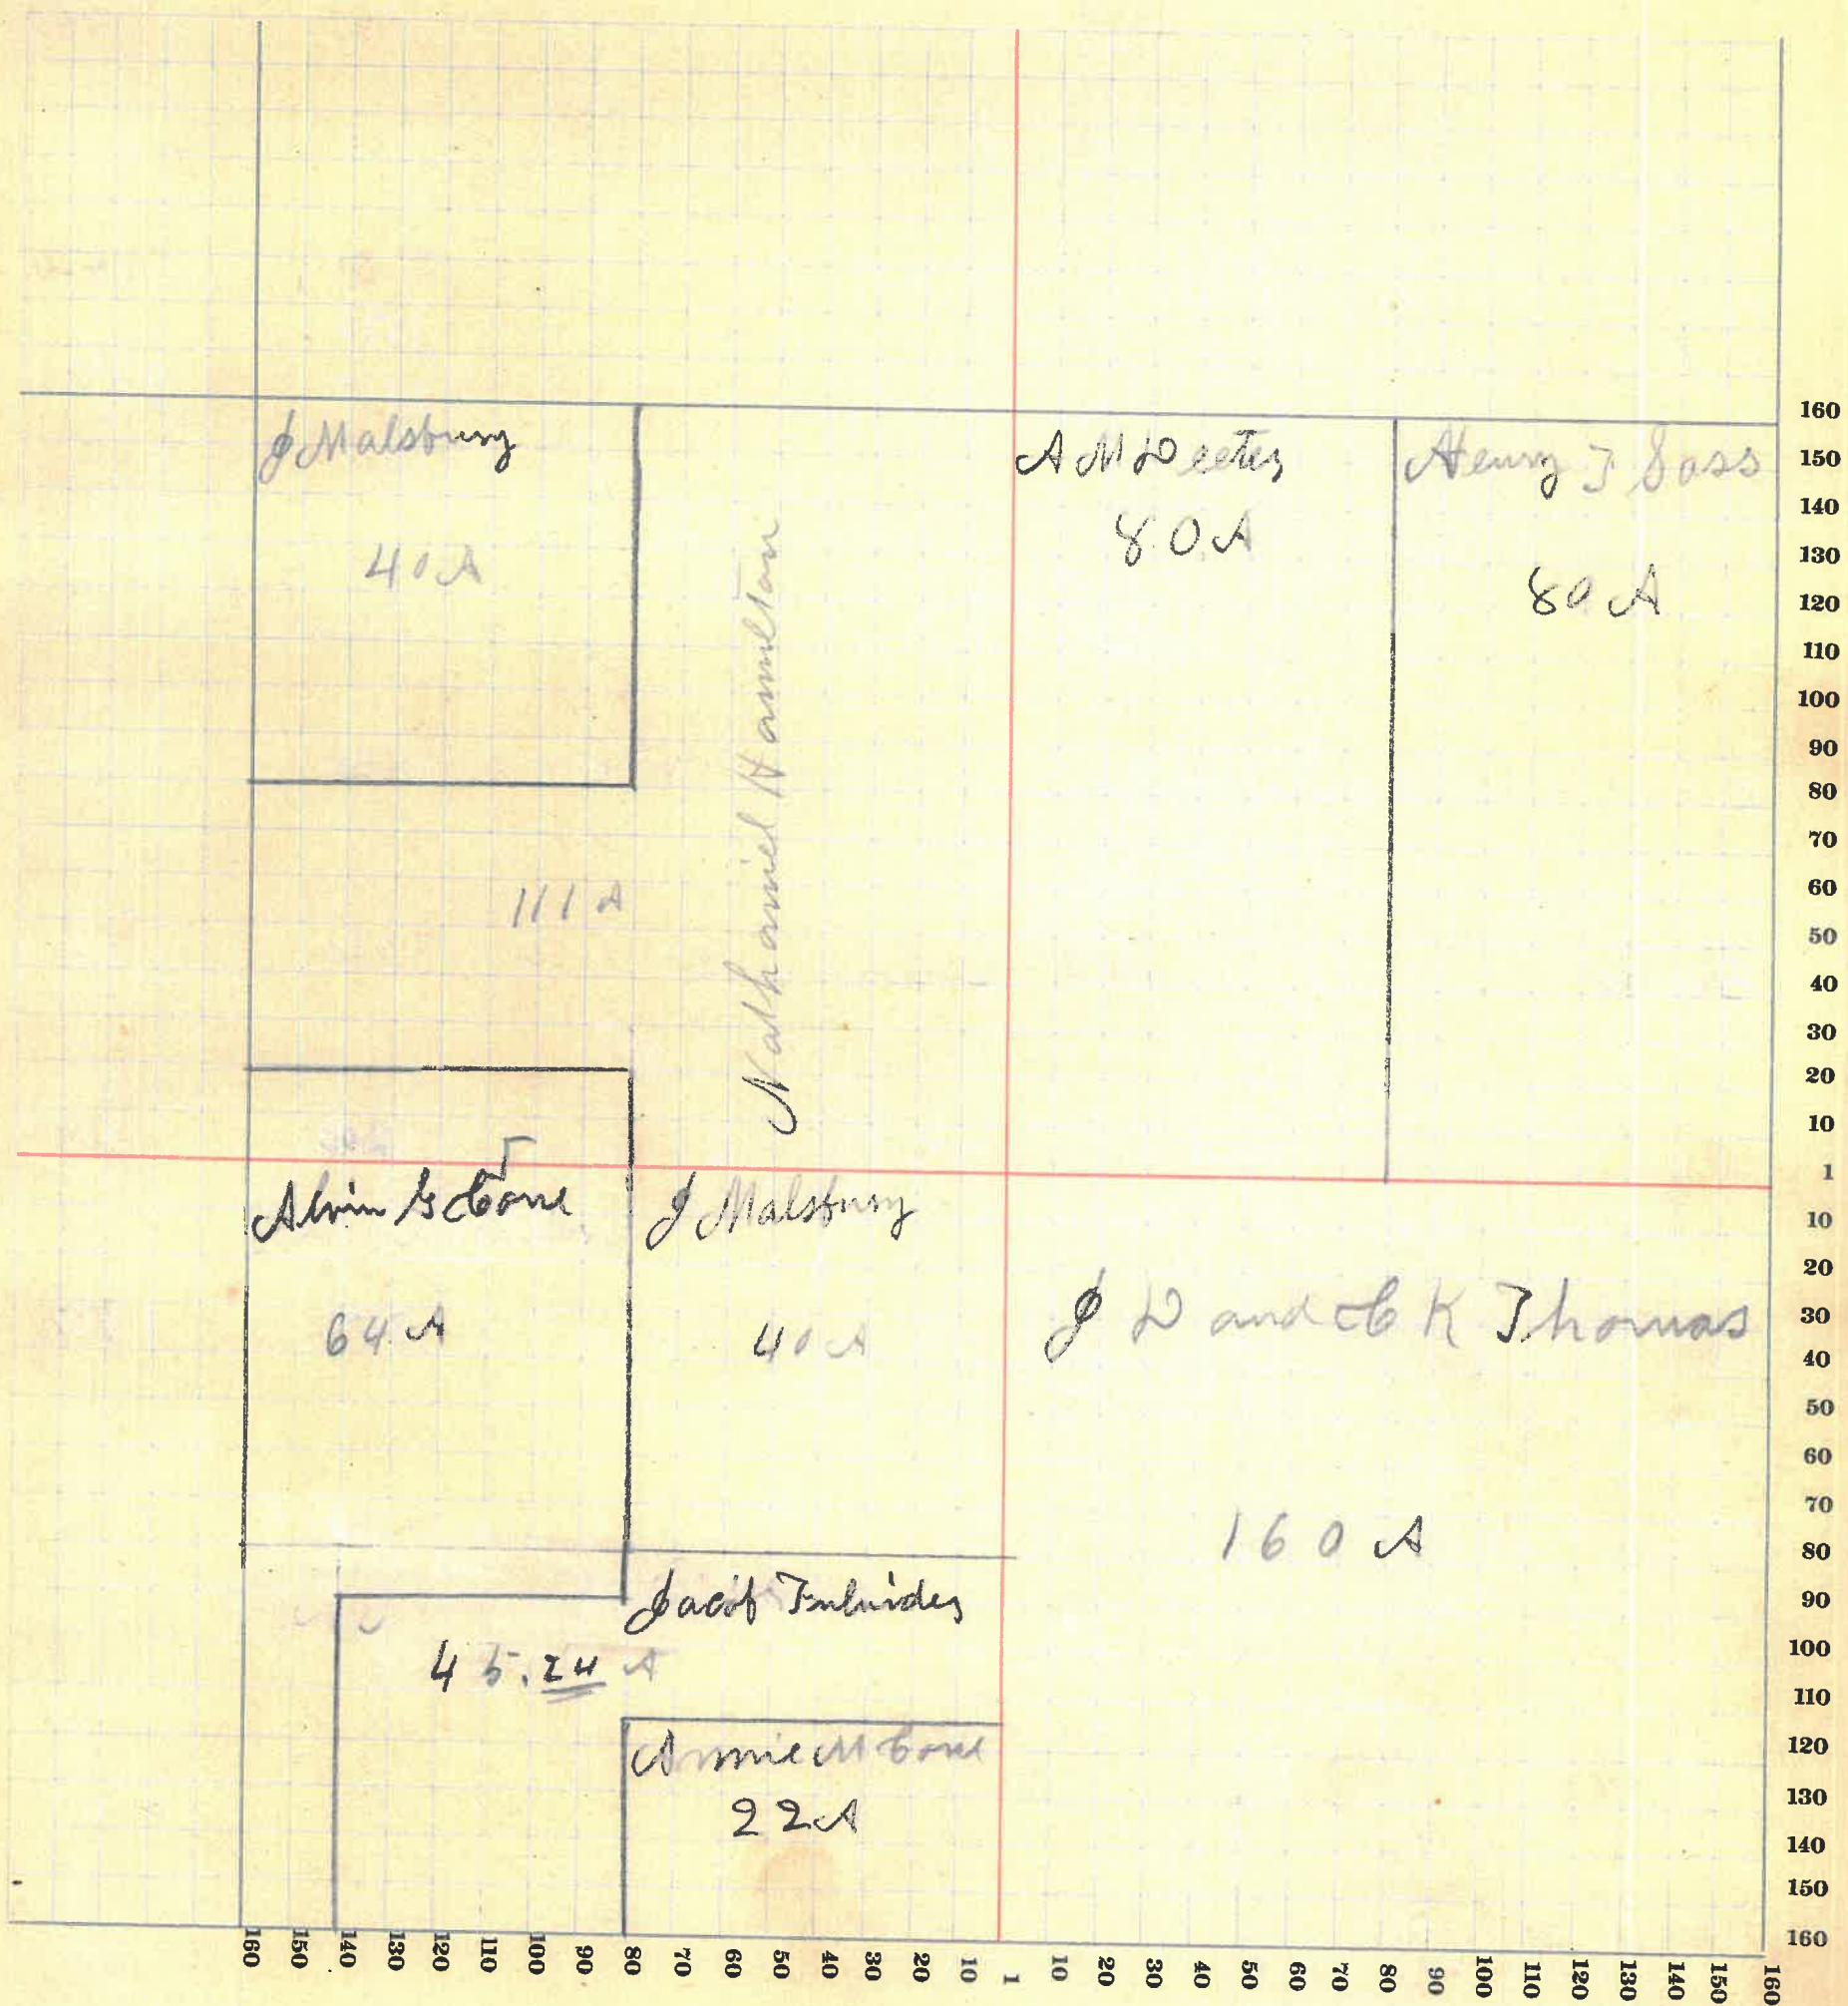 J Malsbury
40 A
Nathaniel Hamilton
111 A
A M Deeter
80 A
Henry J Sass
80 A
Alvin G Cone
64 A
J Malsbury
40 A
J D and C K Thomas
160 A
Jacob
45.24 A
Annie M Cone
22 A
160
150
140
130
120
110
100
90
80
70
60
50
40
30
20
10
1
10
20
30
40
50
60
70
80
90
100
110
120
130
140
150
160
160 150 140 130 120 110 100 90 80 70 60 50 40 30 20 10 1 10 20 30 40 50 60 70 80 90 100 110 120 130 140 150 160